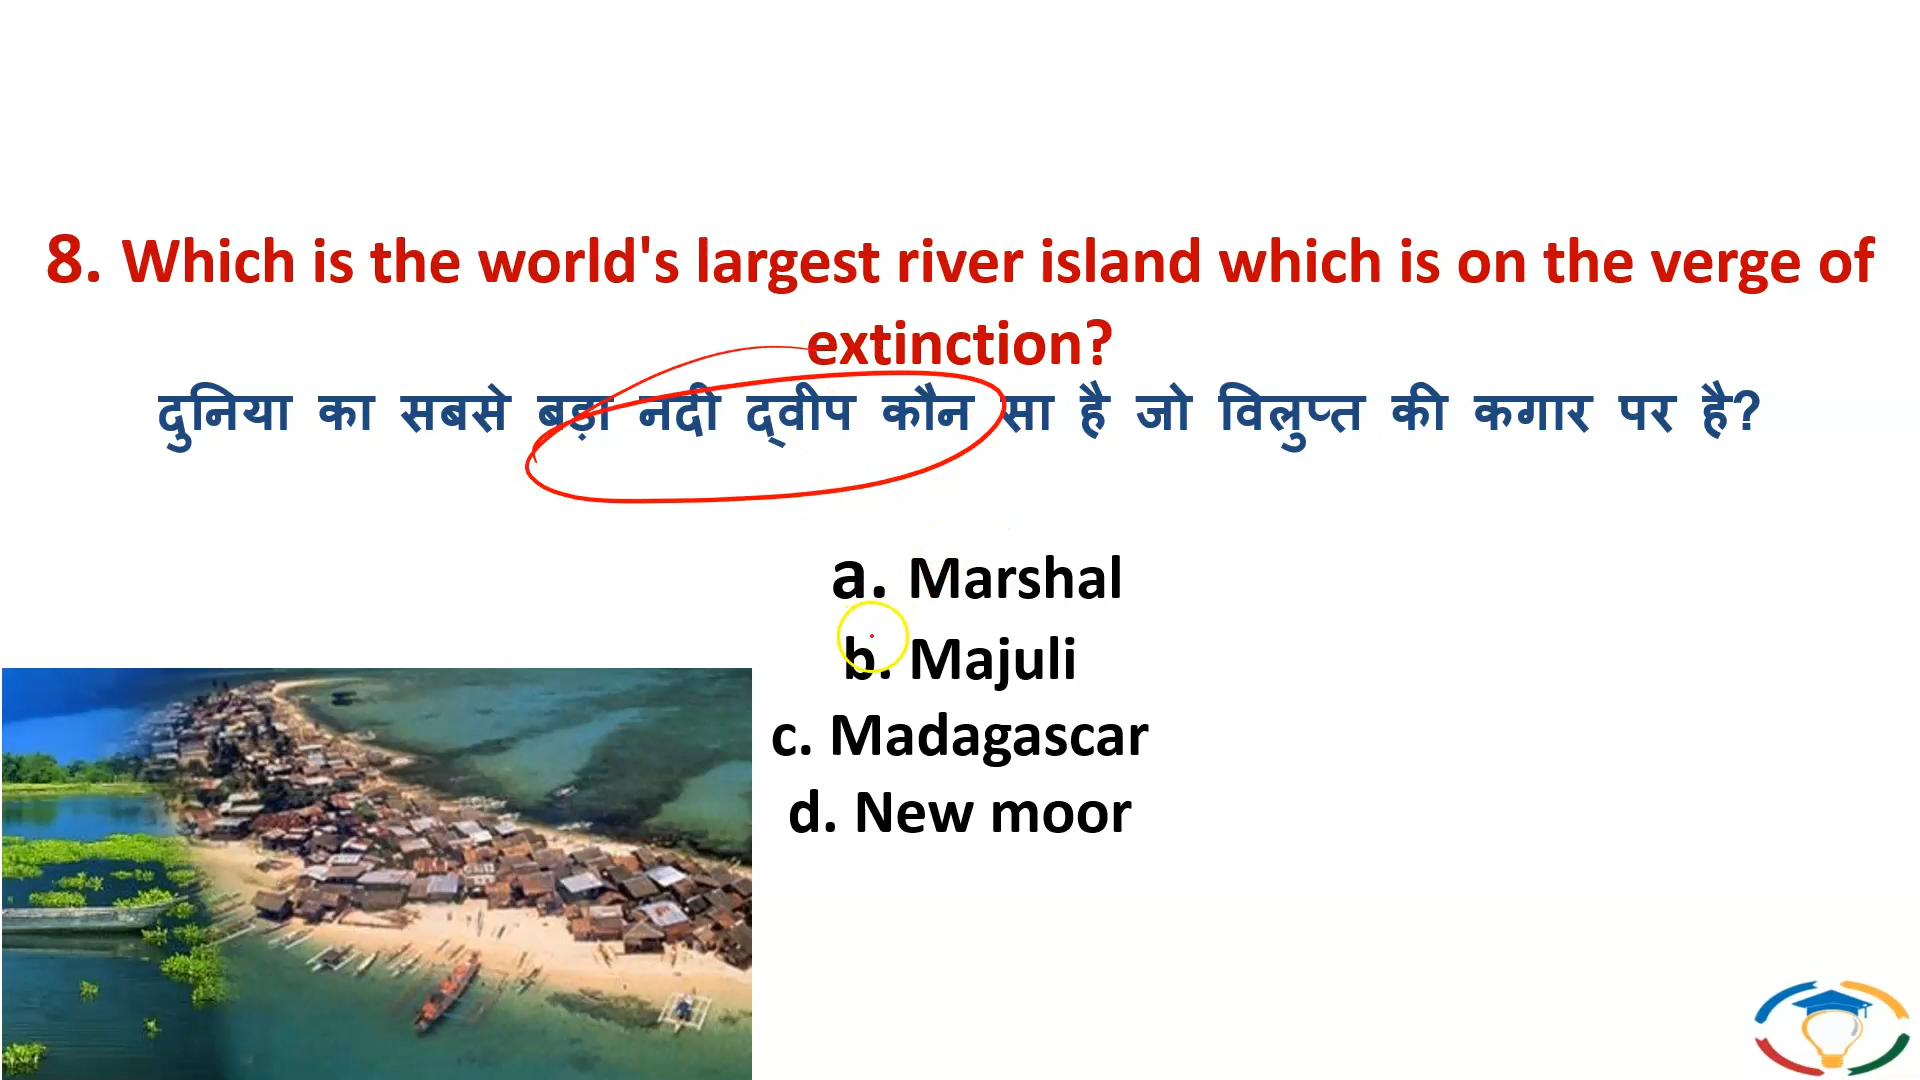 8. Which is the world's largest river island which is on the verge of
extinction?
दुनिया का सबसे बड़ा नदी द्वीप कौन सा है जो विलुप्त की कगार पर है?
a. Marshal
b. Majuli
c. Madagascar
d. New moor